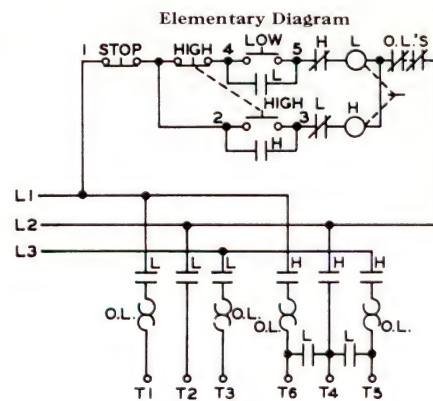 Elementary Diagram
1 STOP HIGH 4 LOW 5 H L O.L.'S
L
HIGH
2 3 L H
H
L1
L2
L3
L L L H H H
O.L. O.L. O.L. O.L.
L L
T1 T2 T3 T6 T4 T5